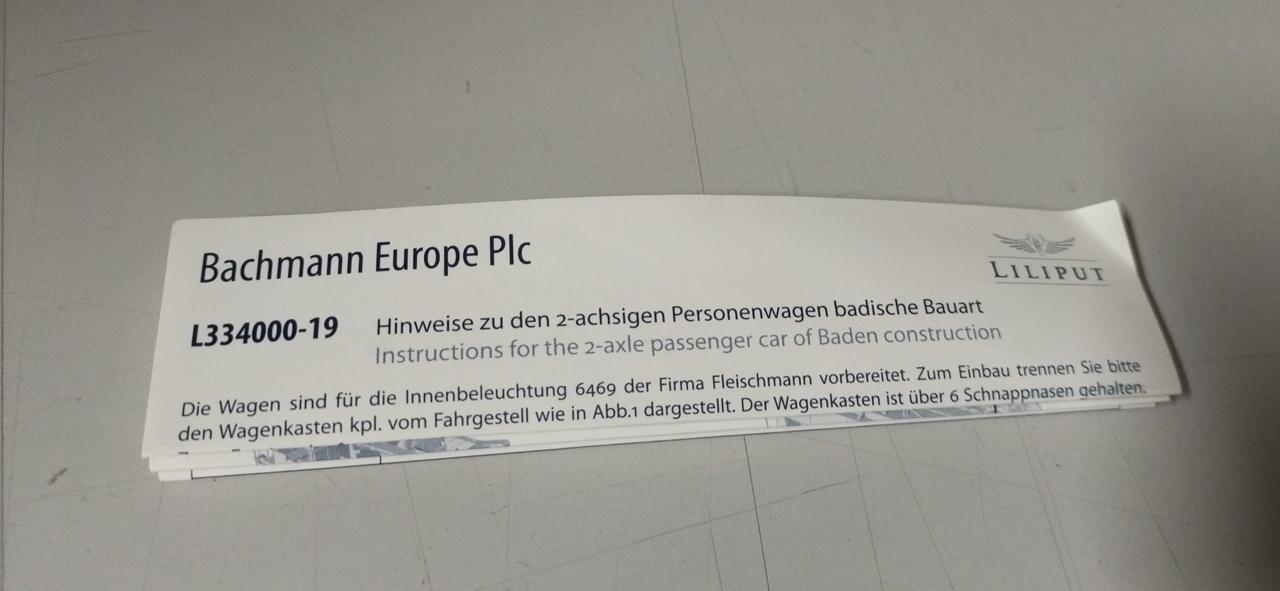 Bachmann Europe Plc
LILIPUT
L334000-19 Hinweise zu den 2-achsigen Personenwagen badische Bauart
Instructions for the 2-axle passenger car of Baden construction
Die Wagen sind für die Innenbeleuchtung 6469 der Firma Fleischmann vorbereitet. Zum Einbau trennen Sie bitte
den Wagenkasten kpl. vom Fahrgestell wie in Abb.1 dargestellt. Der Wagenkasten ist über 6 Schnappnasen gehalten.